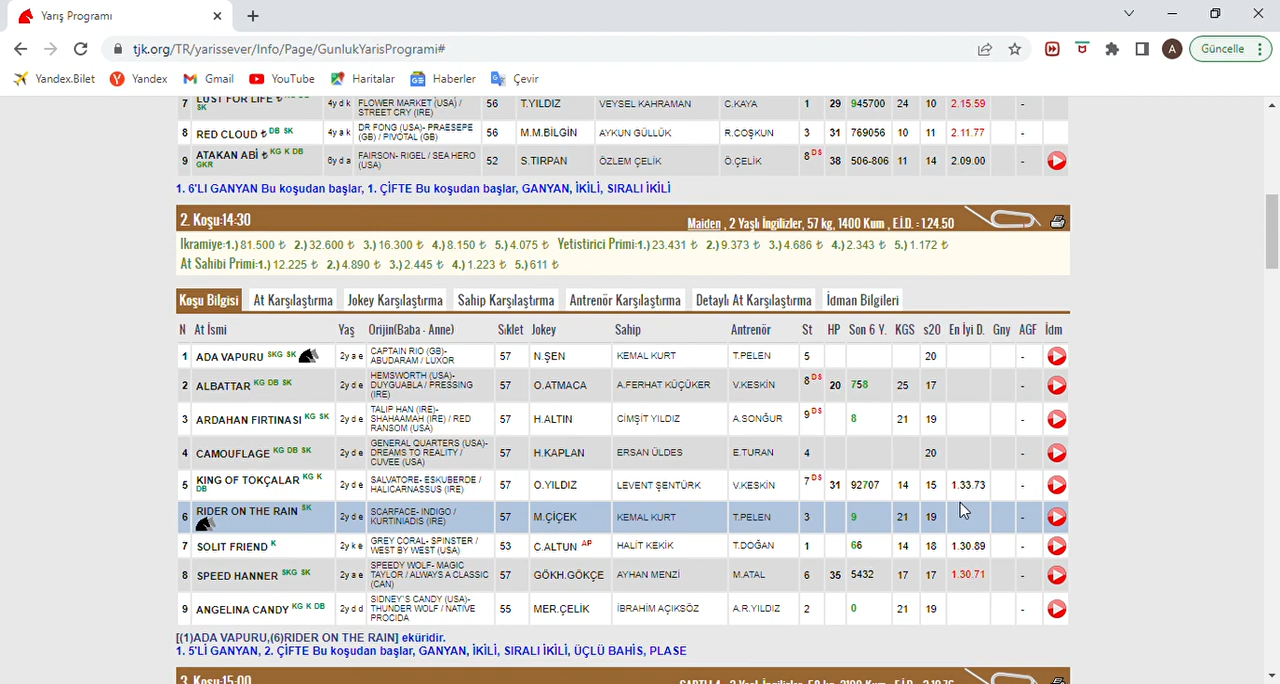 Yarış Programı
tjk.org/TR/yarissever/Info/Page/GunlukYarisProgrami#
A
Güncelle
Yandex.Bilet Yandex Gmail YouTube Haritalar Haberler Çevir
7 LUST FOR LIFE ₺ KG DB SK 4y d k FLOWER MARKET (USA) / STREET CRY (IRE) 56 T.YILDIZ VEYSEL KAHRAMAN C.KAYA 1 29 945700 24 10 2.15.59 -
8 RED CLOUD ₺ DB SK 4y a k DR FONG (USA)- PRAESEPE (GB) / PIVOTAL (GB) 56 M.M.BİLGİN AYKUN GÜLLÜK R.COŞKUN 3 31 769056 10 11 2.11.77 -
9 ATAKAN ABİ ₺ KG K DB GKR 6y d a FAIRSON- RIGEL / SEA HERO (USA) 52 S.TIRPAN ÖZLEM ÇELİK Ö.ÇELİK 8 DS 38 506-806 11 14 2.09.00 -
1. 6'LI GANYAN Bu koşudan başlar, 1. ÇİFTE Bu koşudan başlar, GANYAN, İKİLİ, SIRALI İKİLİ
2. Koşu:14:30 Maiden , 2 Yaşlı İngilizler, 57 kg, 1400 Kum , E.İ.D. : 1.24.50
Ikramiye:1.) 81.500 ₺ 2.) 32.600 ₺ 3.) 16.300 ₺ 4.) 8.150 ₺ 5.) 4.075 ₺ Yetistirici Primi:1.) 23.431 ₺ 2.) 9.373 ₺ 3.) 4.686 ₺ 4.) 2.343 ₺ 5.) 1.172 ₺
At Sahibi Primi:1.) 12.225 ₺ 2.) 4.890 ₺ 3.) 2.445 ₺ 4.) 1.223 ₺ 5.) 611 ₺
Koşu Bilgisi At Karşılaştırma Jokey Karşılaştırma Sahip Karşılaştırma Antrenör Karşılaştırma Detaylı At Karşılaştırma İdman Bilgileri
N At İsmi Yaş Orijin(Baba - Anne) Sıklet Jokey Sahip Antrenör St HP Son 6 Y. KGS s20 En İyi D. Gny AGF İdm
1 ADA VAPURU SKG SK 2y a e CAPTAIN RIO (GB)- ABUDARAM / LUXOR 57 N.ŞEN KEMAL KURT T.PELEN 5 20 -
2 ALBATTAR KG DB SK 2y d e HEMSWORTH (USA)- DUYGUABLA / PRESSING (IRE) 57 O.ATMACA A.FERHAT KÜÇÜKER V.KESKİN 8 DS 20 758 25 17 -
3 ARDAHAN FIRTINASI KG SK 2y d e TALIP HAN (IRE)- SHAHAAMAH (IRE) / RED RANSOM (USA) 57 H.ALTIN CİMŞİT YILDIZ A.SONĞUR 9 DS 8 21 19 -
4 CAMOUFLAGE KG DB SK 2y d e GENERAL QUARTERS (USA)- DREAMS TO REALITY / CUVEE (USA) 57 H.KAPLAN ERSAN ÜLDES E.TURAN 4 20 -
5 KING OF TOKÇALAR KG K DB 2y d e SALVATORE- ESKUBERDE / HALICARNASSUS (IRE) 57 O.YILDIZ LEVENT ŞENTÜRK V.KESKİN 7 DS 31 92707 14 15 1.33.73 -
6 RIDER ON THE RAIN SK 2y d e SCARFACE- INDIGO / KURTINIADIS (IRE) 57 M.ÇİÇEK KEMAL KURT T.PELEN 3 9 21 19 -
7 SOLIT FRIEND K 2y k e GREY CORAL- SPINSTER / WEST BY WEST (USA) 53 C.ALTUN AP HALİT KEKİK T.DOĞAN 1 66 14 18 1.30.89 -
8 SPEED HANNER SKG SK 2y a e SPEEDY WOLF- MAGIC TAYLOR / ALWAYS A CLASSIC (CAN) 57 GÖKH.GÖKÇE AYHAN MENZİ M.ATAL 6 35 5432 17 17 1.30.71 -
9 ANGELINA CANDY KG K DB 2y d d SIDNEY'S CANDY (USA)- THUNDER WOLF / NATIVE PROCIDA 55 MER.ÇELİK İBRAHİM AÇIKSÖZ A.R.YILDIZ 2 0 21 19 -
[(1)ADA VAPURU,(6)RIDER ON THE RAIN] eküridir.
1. 5'Lİ GANYAN, 2. ÇİFTE Bu koşudan başlar, GANYAN, İKİLİ, SIRALI İKİLİ, ÜÇLÜ BAHİS, PLASE
3. Koşu:15:00